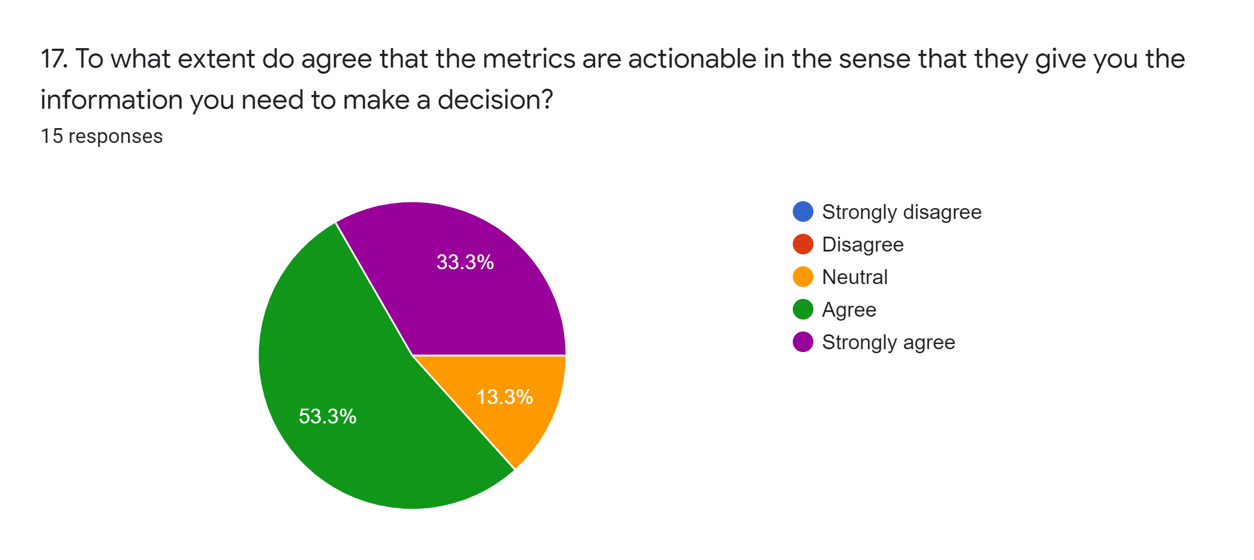 17. To what extent do agree that the metrics are actionable in the sense that they give you the
information you need to make a decision?
15 responses
33.3%
13.3%
53.3%
Strongly disagree
Disagree
Neutral
Agree
Strongly agree